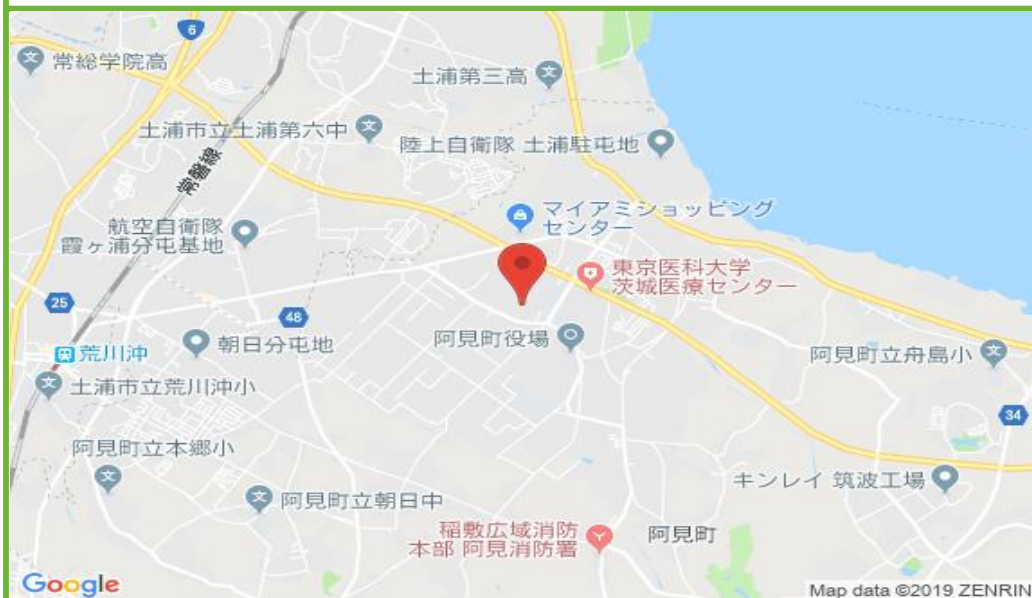 6
常総学院高
土浦第三高
土浦市立土浦第六中
陸上自衛隊 土浦駐屯地
常磐線
マイアミショッピング
センター
航空自衛隊
霞ヶ浦分屯基地
東京医科大学
茨城医療センター
25
48
阿見町役場
荒川沖
朝日分屯地
阿見町立舟島小
土浦市立荒川沖小
34
阿見町立本郷小
キンレイ 筑波工場
阿見町立朝日中
稲敷広域消防
本部 阿見消防署
阿見町
Google
Map data ©2019 ZENRIN